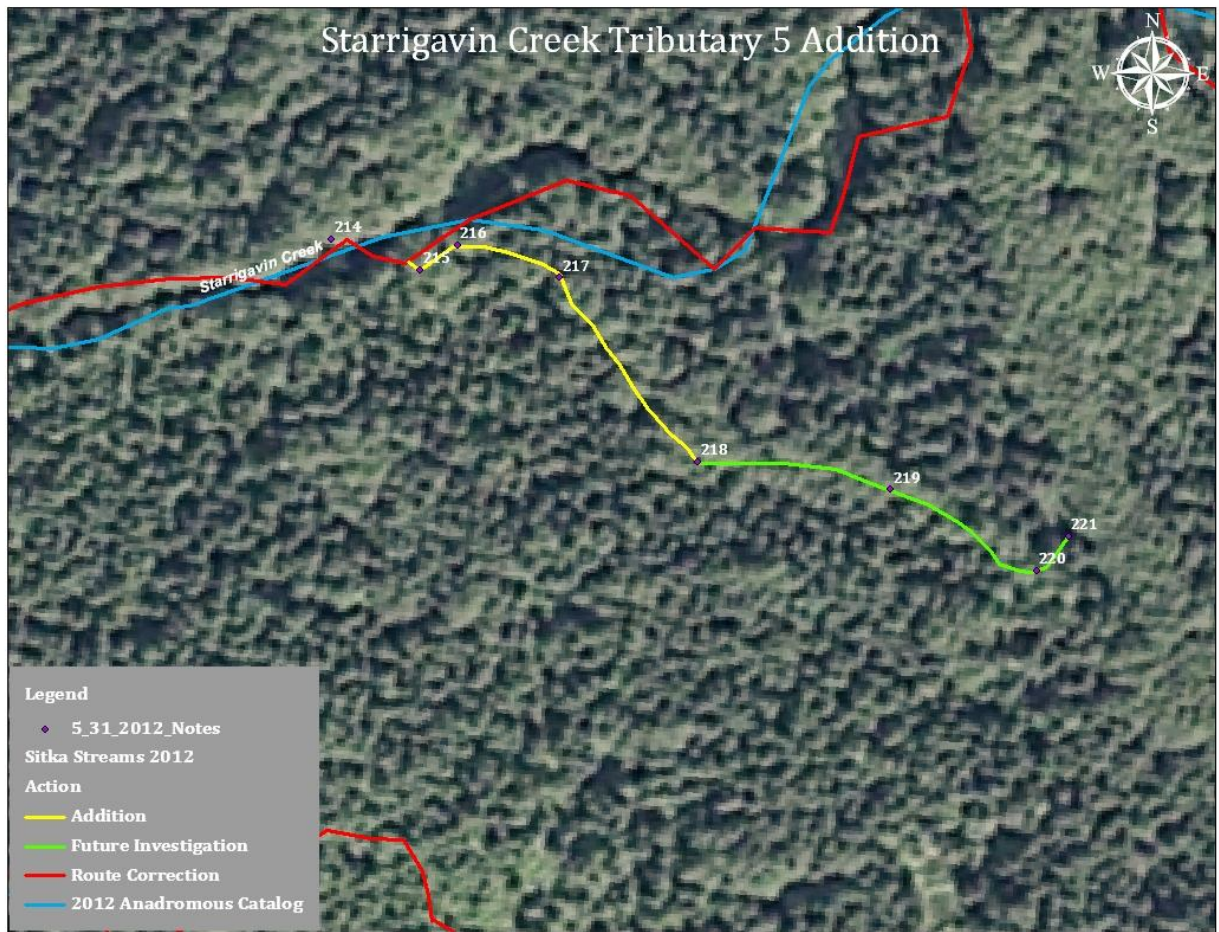 Starrigavin Creek Tributary 5 Addition
N
W E
S
214
216
Starrigavin Creek
215
217
218
219
221
220
Legend
5_31_2012_Notes
Sitka Streams 2012
Action
Addition
Future Investigation
Route Correction
2012 Anadromous Catalog